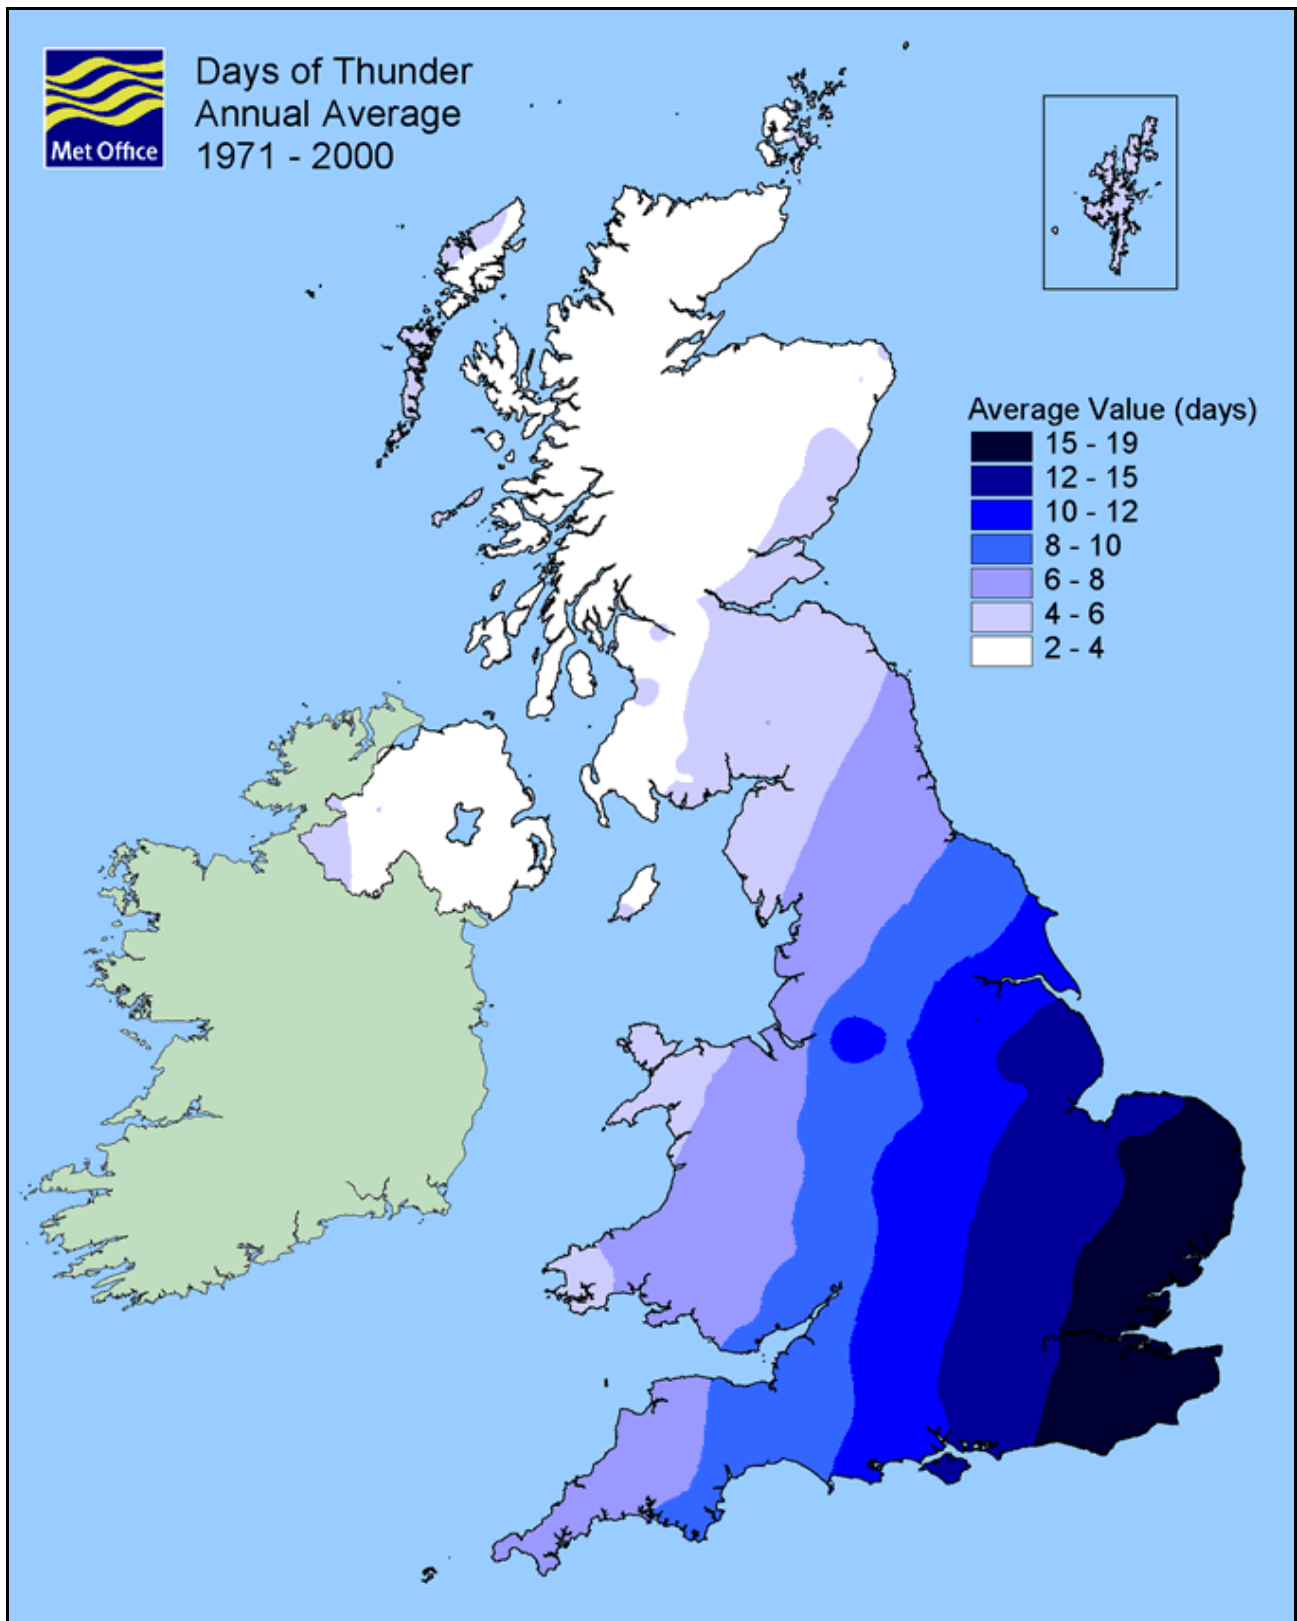 Days of Thunder
Annual Average
1971 - 2000
Met Office
Average Value (days)
15 - 19
12 - 15
10 - 12
8 - 10
6 - 8
4 - 6
2 - 4